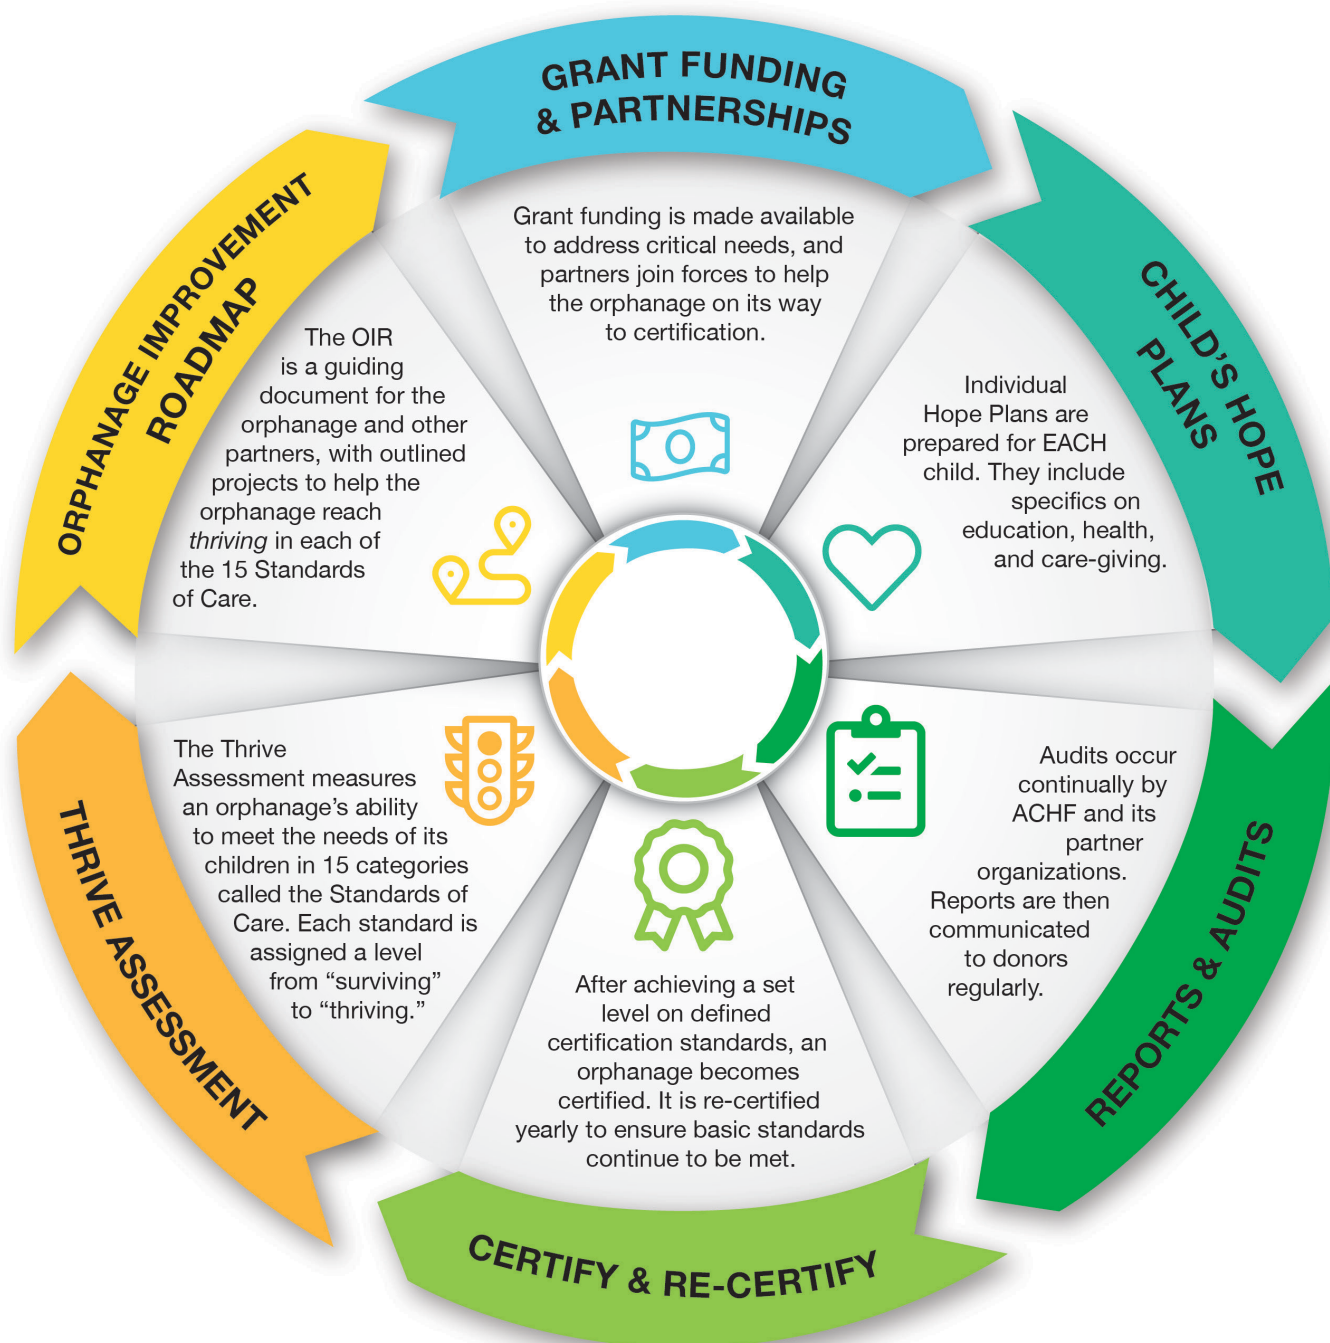 GRANT FUNDING
& PARTNERSHIPS
Grant funding is made available
to address critical needs, and
partners join forces to help
the orphanage on its way
to certification.
CHILD'S HOPE
PLANS
Individual
Hope Plans are
prepared for EACH
child. They include
specifics on
education, health,
and care-giving.
REPORTS & AUDITS
Audits occur
continually by
ACHF and its
partner
organizations.
Reports are then
communicated
to donors
regularly.
CERTIFY & RE-CERTIFY
After achieving a set
level on defined
certification standards, an
orphanage becomes
certified. It is re-certified
yearly to ensure basic standards
continue to be met.
THRIVE ASSESSMENT
The Thrive
Assessment measures
an orphanage's ability
to meet the needs of its
children in 15 categories
called the Standards of
Care. Each standard is
assigned a level
from “surviving”
to “thriving.”
ORPHANAGE IMPROVEMENT
ROADMAP
The OIR
is a guiding
document for the
orphanage and other
partners, with outlined
projects to help the
orphanage reach
thriving in each of
the 15 Standards
of Care.